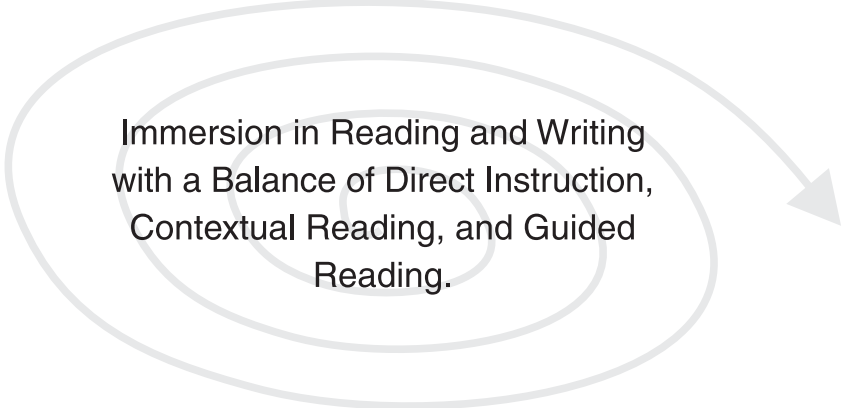 Immersion in Reading and Writing
with a Balance of Direct Instruction,
Contextual Reading, and Guided
Reading.